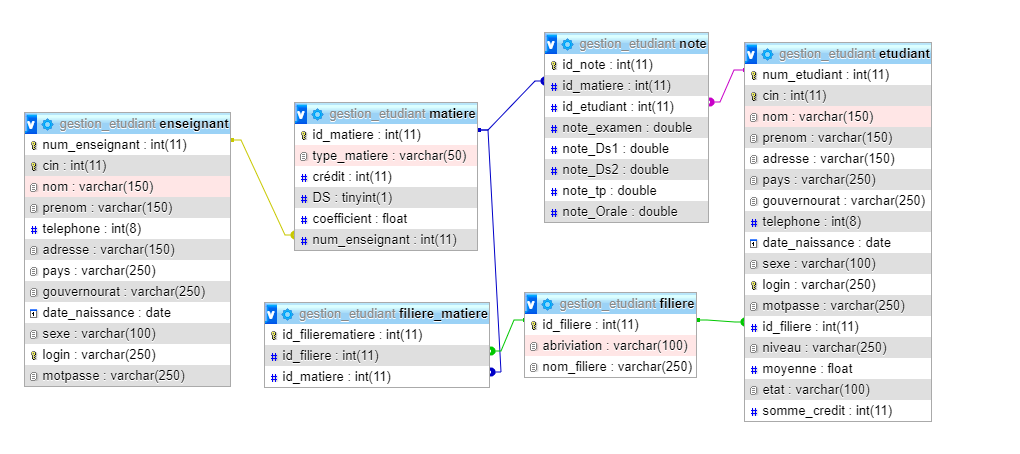 gestion_etudiant enseignant
num_enseignant : int(11)
cin : int(11)
nom : varchar(150)
prenom : varchar(150)
telephone : int(8)
adresse : varchar(150)
pays : varchar(250)
gouvernourat : varchar(250)
date_naissance : date
sexe : varchar(100)
login : varchar(250)
motpasse : varchar(250)
gestion_etudiant matiere
id_matiere : int(11)
type_matiere : varchar(50)
crédit : int(11)
DS : tinyint(1)
coefficient : float
num_enseignant : int(11)
gestion_etudiant filiere_matiere
id_filierematiere : int(11)
id_filiere : int(11)
id_matiere : int(11)
gestion_etudiant note
id_note : int(11)
id_matiere : int(11)
id_etudiant : int(11)
note_examen : double
note_Ds1 : double
note_Ds2 : double
note_tp : double
note_Orale : double
gestion_etudiant filiere
id_filiere : int(11)
abriviation : varchar(100)
nom_filiere : varchar(250)
gestion_etudiant etudiant
num_etudiant : int(11)
cin : int(11)
nom : varchar(150)
prenom : varchar(150)
adresse : varchar(150)
pays : varchar(250)
gouvernourat : varchar(250)
telephone : int(8)
date_naissance : date
sexe : varchar(100)
login : varchar(250)
motpasse : varchar(250)
id_filiere : int(11)
niveau : varchar(250)
moyenne : float
etat : varchar(100)
somme_credit : int(11)